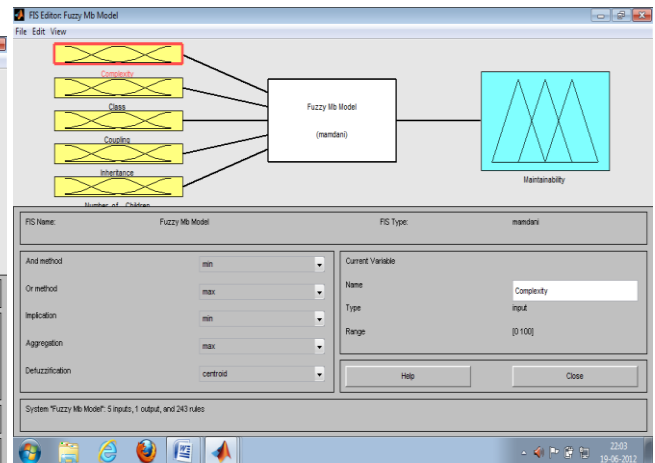 FIS Editor: Fuzzy Mb Model
File Edit View
Complexity
Class
Coupling
Inheritance
Number_of_Children
Fuzzy Mb Model
(mamdani)
Maintainability
FIS Name: Fuzzy Mb Model FIS Type: mamdani
And method min
Or method max
Implication min
Aggregation max
Defuzzification centroid
Current Variable
Name Complexity
Type input
Range [0 100]
Help Close
System "Fuzzy Mb Model": 5 inputs, 1 output, and 243 rules
22:03
19-06-2012